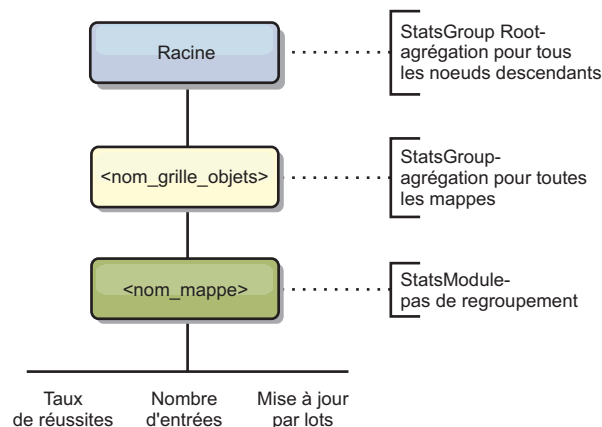 Racine
StatsGroup Root-
agrégation pour tous
les noeuds descendants
<nom_grille_objets>
StatsGroup-
agrégation pour toutes
les mappes
<nom_mappe>
StatsModule-
pas de regroupement
Taux
de réussites
Nombre
d'entrées
Mise à jour
par lots